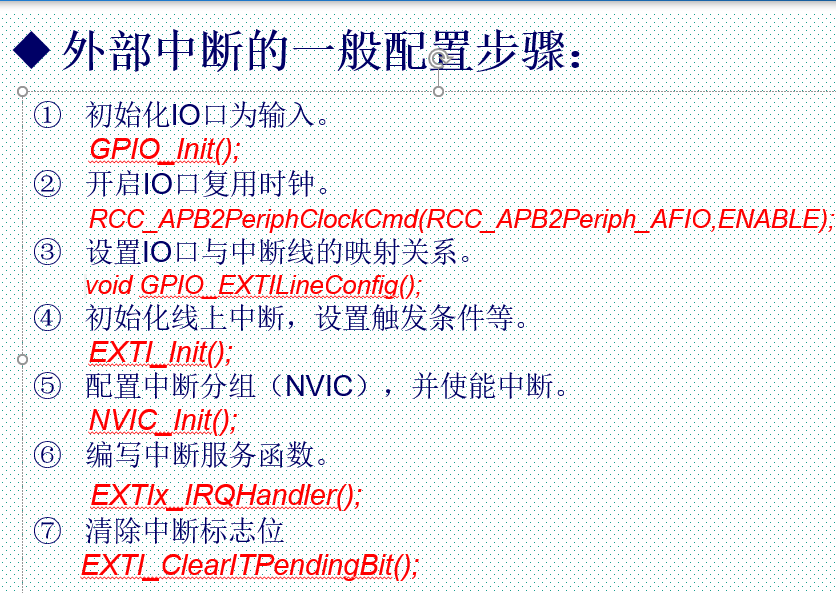 ◆ 外部中断的一般配置步骤：
① 初始化IO口为输入。
GPIO_Init();
② 开启IO口复用时钟。
RCC_APB2PeriphClockCmd(RCC_APB2Periph_AFIO,ENABLE);
③ 设置IO口与中断线的映射关系。
void GPIO_EXTILineConfig();
④ 初始化线上中断，设置触发条件等。
EXTI_Init();
⑤ 配置中断分组（NVIC），并使能中断。
NVIC_Init();
⑥ 编写中断服务函数。
EXTIx_IRQHandler();
⑦ 清除中断标志位
EXTI_ClearITPendingBit();